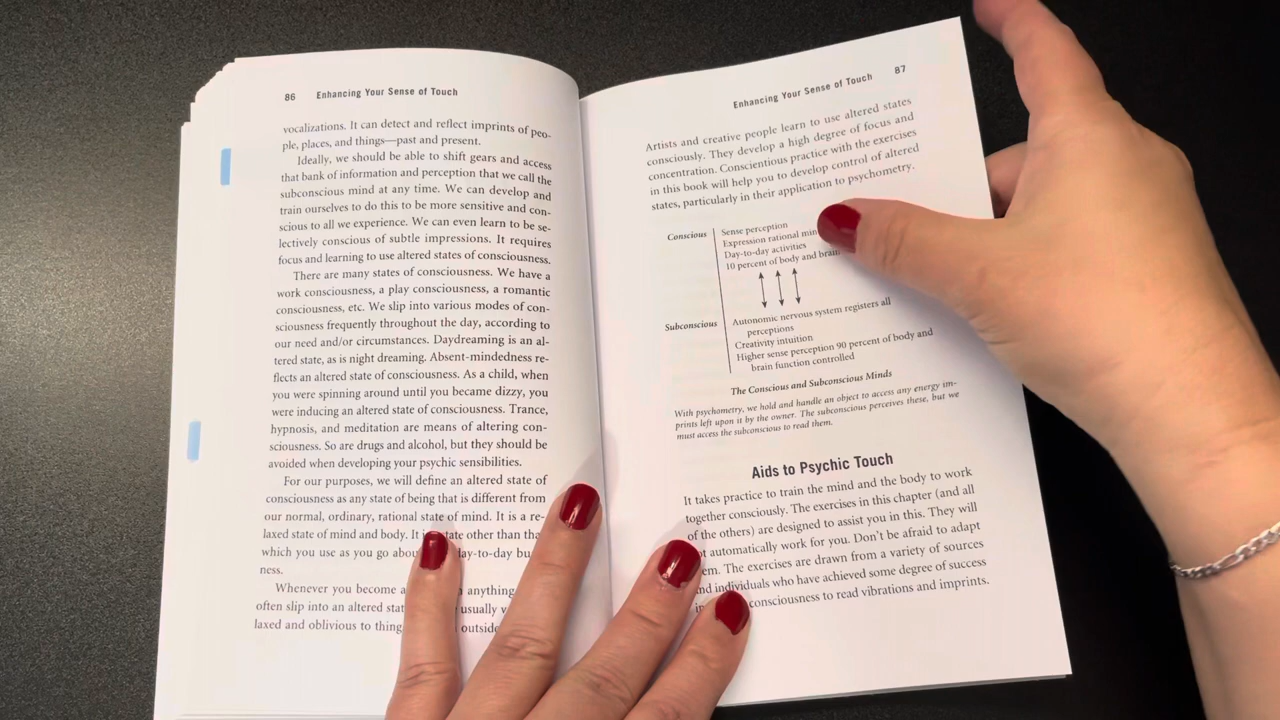 86 Enhancing Your Sense of Touch
vocalizations. It can detect and reflect imprints of peo-
ple, places, and things—past and present.
Ideally, we should be able to shift gears and access
that bank of information and perception that we call the
subconscious mind at any time. We can develop and
train ourselves to do this to be more sensitive and con-
scious to all we experience. We can even learn to be se-
lectively conscious of subtle impressions. It requires
focus and learning to use altered states of consciousness.
There are many states of consciousness. We have a
work consciousness, a play consciousness, a romantic
consciousness, etc. We slip into various modes of con-
sciousness frequently throughout the day, according to
our need and/or circumstances. Daydreaming is an al-
tered state, as is night dreaming. Absent-mindedness re-
flects an altered state of consciousness. As a child, when
you were spinning around until you became dizzy, you
were inducing an altered state of consciousness. Trance,
hypnosis, and meditation are means of altering con-
sciousness. So are drugs and alcohol, but they should be
avoided when developing your psychic sensibilities.
For our purposes, we will define an altered state of
consciousness as any state of being that is different from
our normal, ordinary, rational state of mind. It is a re-
laxed state of mind and body. It state other than
which you use as you go day-to-day
ness.
Whenever you become anything
often slip into an altered usually
laxed and oblivious to
Enhancing Your Sense of Touch 87
Artists and creative people learn to use altered states
consciously. They develop a high degree of focus and
concentration. Conscientious practice with the exercises
in this book will help you to develop control of altered
states, particularly in their application to psychometry.
Conscious
Sense perception
Expression rational
Day-to-day activities
10 percent of body and brain
Subconscious
Autonomic nervous system registers all
perceptions
Creativity intuition
Higher sense perception 90 percent of body and
brain function controlled
The Conscious and Subconscious Minds
With psychometry, we hold and handle an object to access any energy im-
prints left upon it by the owner. The subconscious perceives these, but we
must access the subconscious to read them.
Aids to Psychic Touch
It takes practice to train the mind and the body to work
together consciously. The exercises in this chapter (and all
of the others) are designed to assist you in this. They will
automatically work for you. Don't be afraid to adapt
The exercises are drawn from a variety of sources
individuals who have achieved some degree of success
consciousness to read vibrations and imprints.